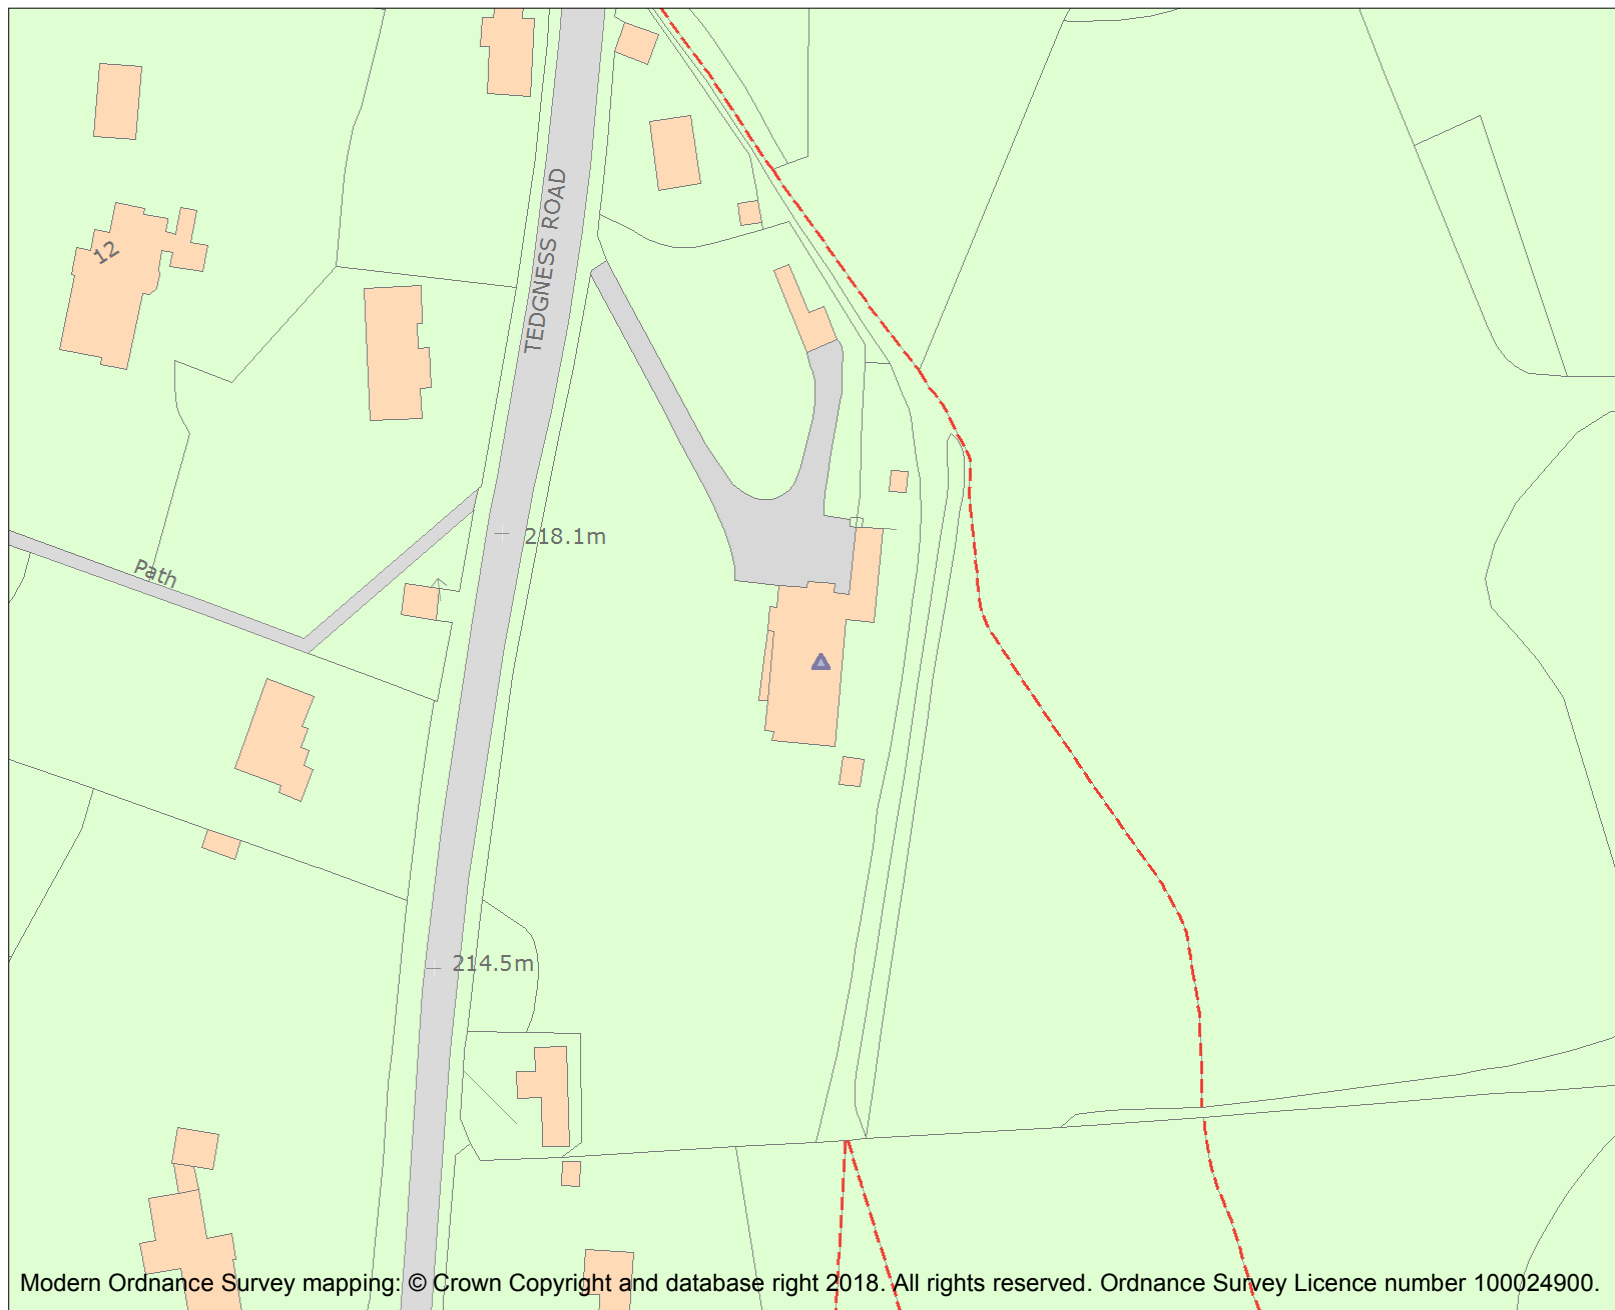 TEDGNESS ROAD
12
218.1m
Path
214.5m
Modern Ordnance Survey mapping: © Crown Copyright and database right 2018. All rights reserved. Ordnance Survey Licence number 100024900.